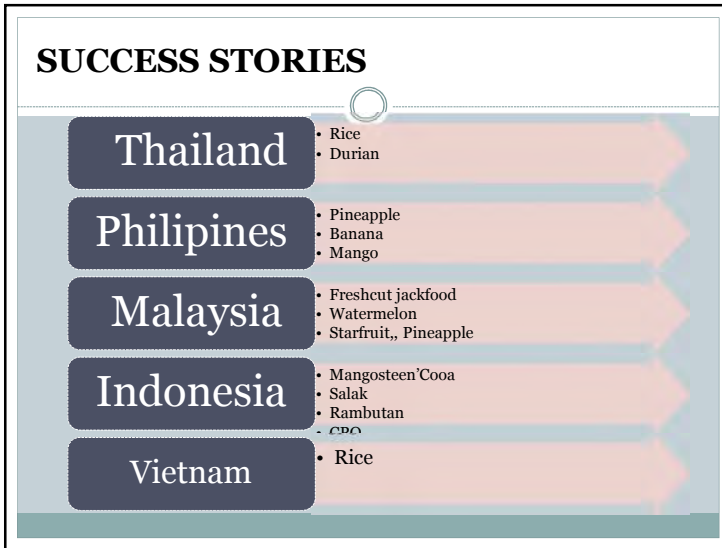 SUCCESS STORIES
Thailand
• Rice
• Durian
Philipines
• Pineapple
• Banana
• Mango
Malaysia
• Freshcut jackfood
• Watermelon
• Starfruit,, Pineapple
Indonesia
• Mangosteen'Cooa
• Salak
• Rambutan
• CPO
Vietnam
• Rice